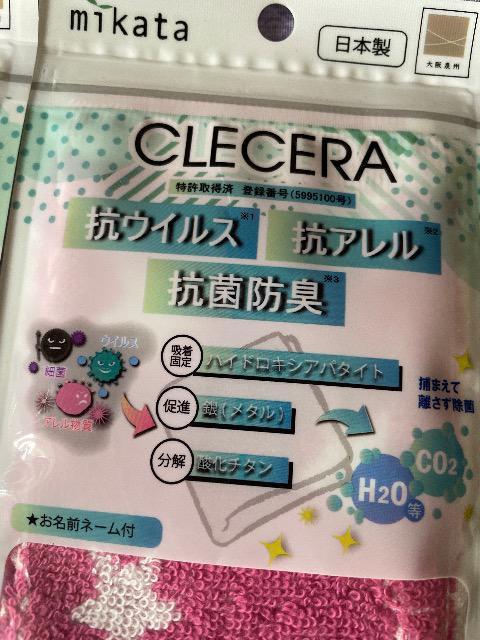 mikata
日本製
大阪泉州
CLECERA
特許取得済 登録番号(5995100号)
抗ウイルス※1
抗アレル※2
抗菌防臭※3
ウイルス
細菌
アレル物質
吸着
固定
ハイドロキシアパタイト
促進
銀(メタル)
分解
酸化チタン
捕まえて
離さず除菌
CO2
H2O等
★お名前ネーム付